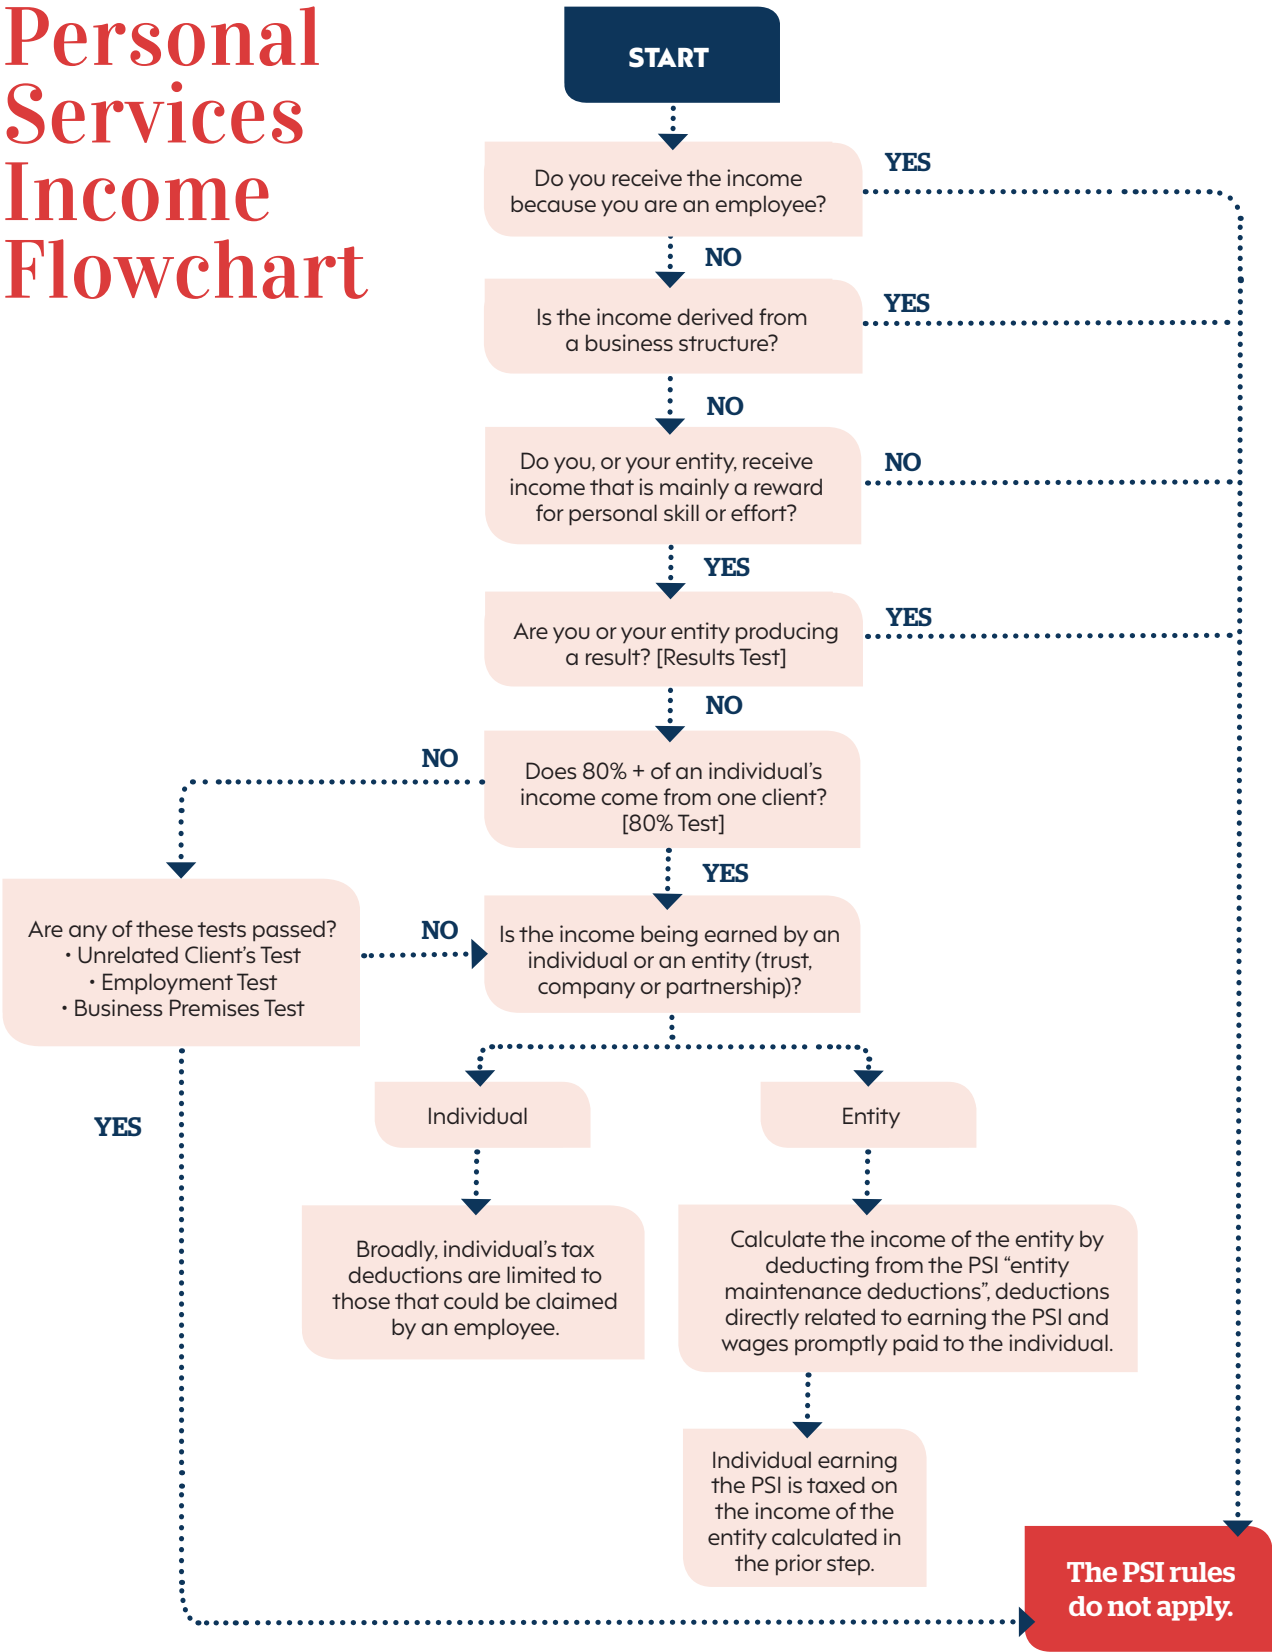 Personal
Services
Income
Flowchart
START
Do you receive the income
because you are an employee?
YES
NO
Is the income derived from
a business structure?
YES
NO
Do you, or your entity, receive
income that is mainly a reward
for personal skill or effort?
NO
YES
Are you or your entity producing
a result? [Results Test]
YES
NO
Does 80% + of an individual's
income come from one client?
[80% Test]
NO
YES
Are any of these tests passed?
• Unrelated Client's Test
• Employment Test
• Business Premises Test
NO
Is the income being earned by an
individual or an entity (trust,
company or partnership)?
YES
Individual
Entity
Broadly, individual's tax
deductions are limited to
those that could be claimed
by an employee.
Calculate the income of the entity by
deducting from the PSI “entity
maintenance deductions”, deductions
directly related to earning the PSI and
wages promptly paid to the individual.
Individual earning
the PSI is taxed on
the income of the
entity calculated in
the prior step.
The PSI rules
do not apply.